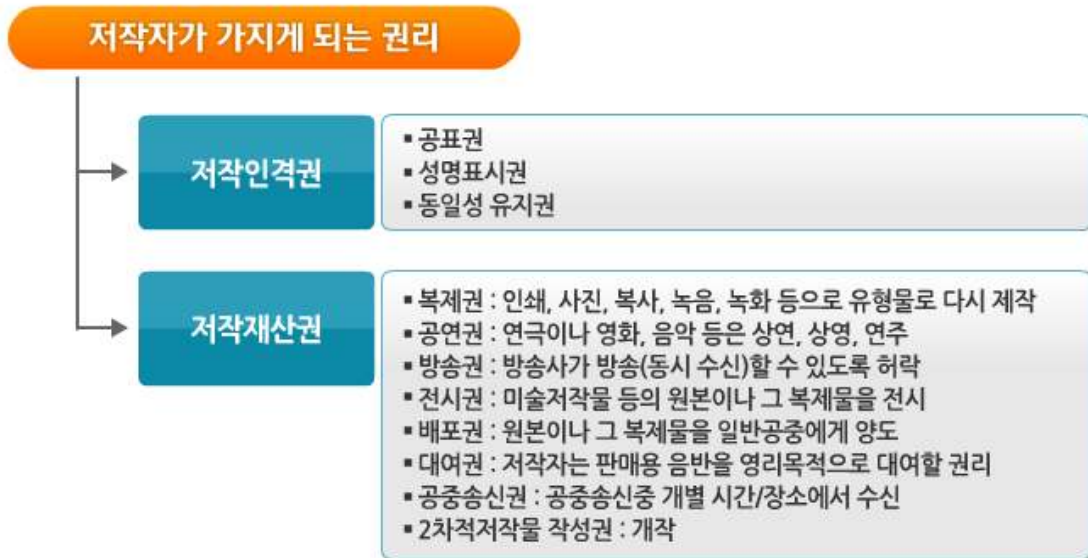 저작자가 가지게 되는 권리
저작인격권
▪ 공표권
▪ 성명표시권
▪ 동일성 유지권
저작재산권
▪ 복제권 : 인쇄, 사진, 복사, 녹음, 녹화 등으로 유형물로 다시 제작
▪ 공연권 : 연극이나 영화, 음악 등은 상연, 상영, 연주
▪ 방송권 : 방송사가 방송(동시 수신)할 수 있도록 허락
▪ 전시권 : 미술저작물 등의 원본이나 그 복제물을 전시
▪ 배포권 : 원본이나 그 복제물을 일반공중에게 양도
▪ 대여권 : 저작자는 판매용 음반을 영리목적으로 대여할 권리
▪ 공중송신권 : 공중송신중 개별 시간/장소에서 수신
▪ 2차적저작물 작성권 : 개작